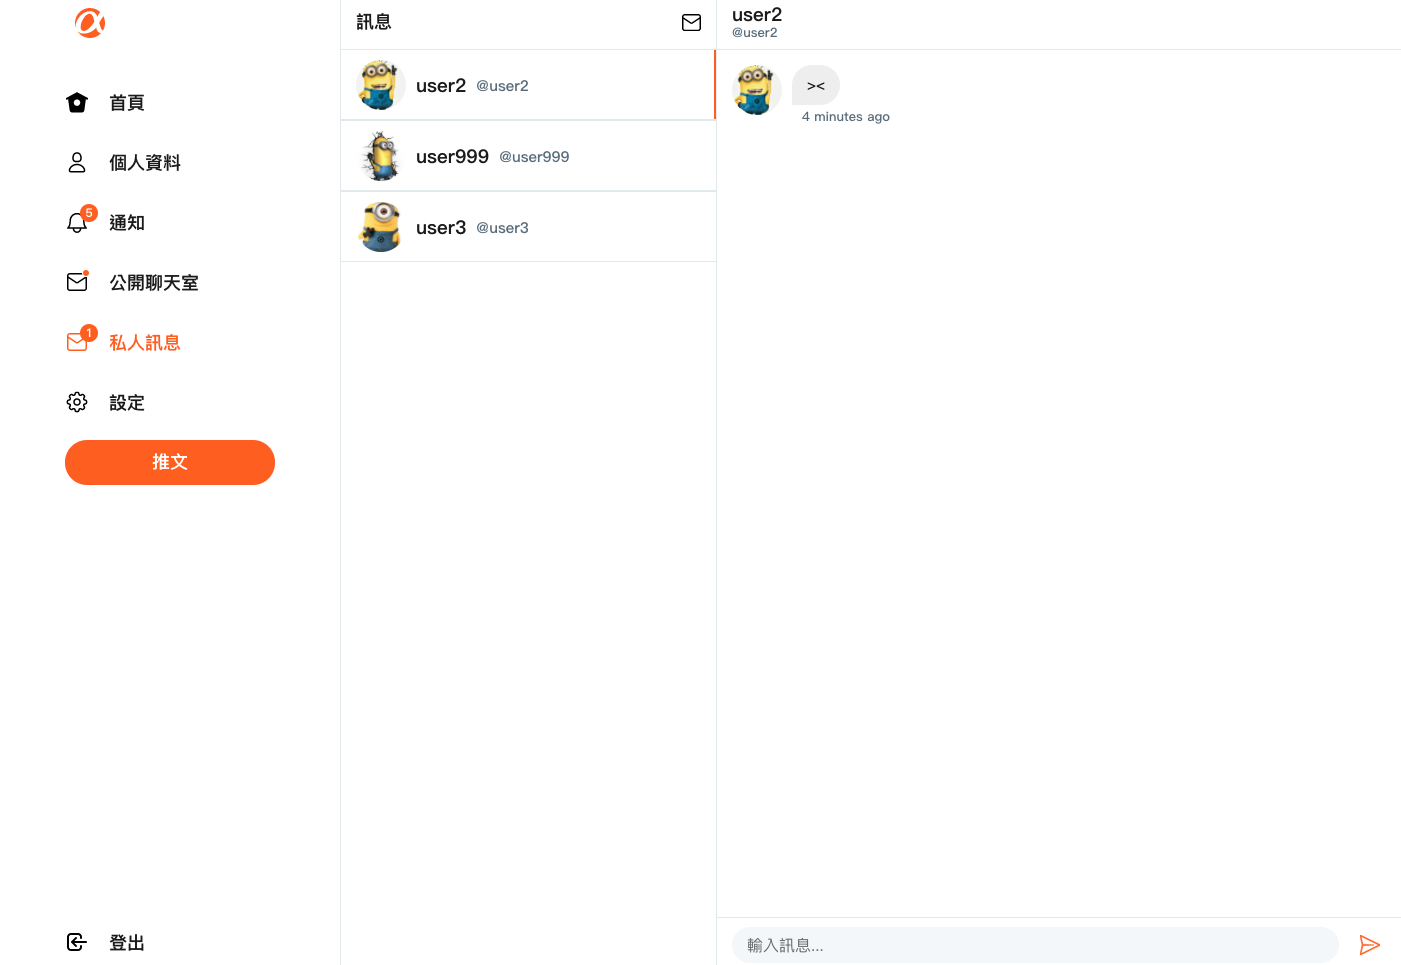 首頁
個人資料
5
通知
公開聊天室
1
私人訊息
設定
推文
登出
訊息
user2 @user2
user999 @user999
user3 @user3
user2
@user2
><
4 minutes ago
輸入訊息...